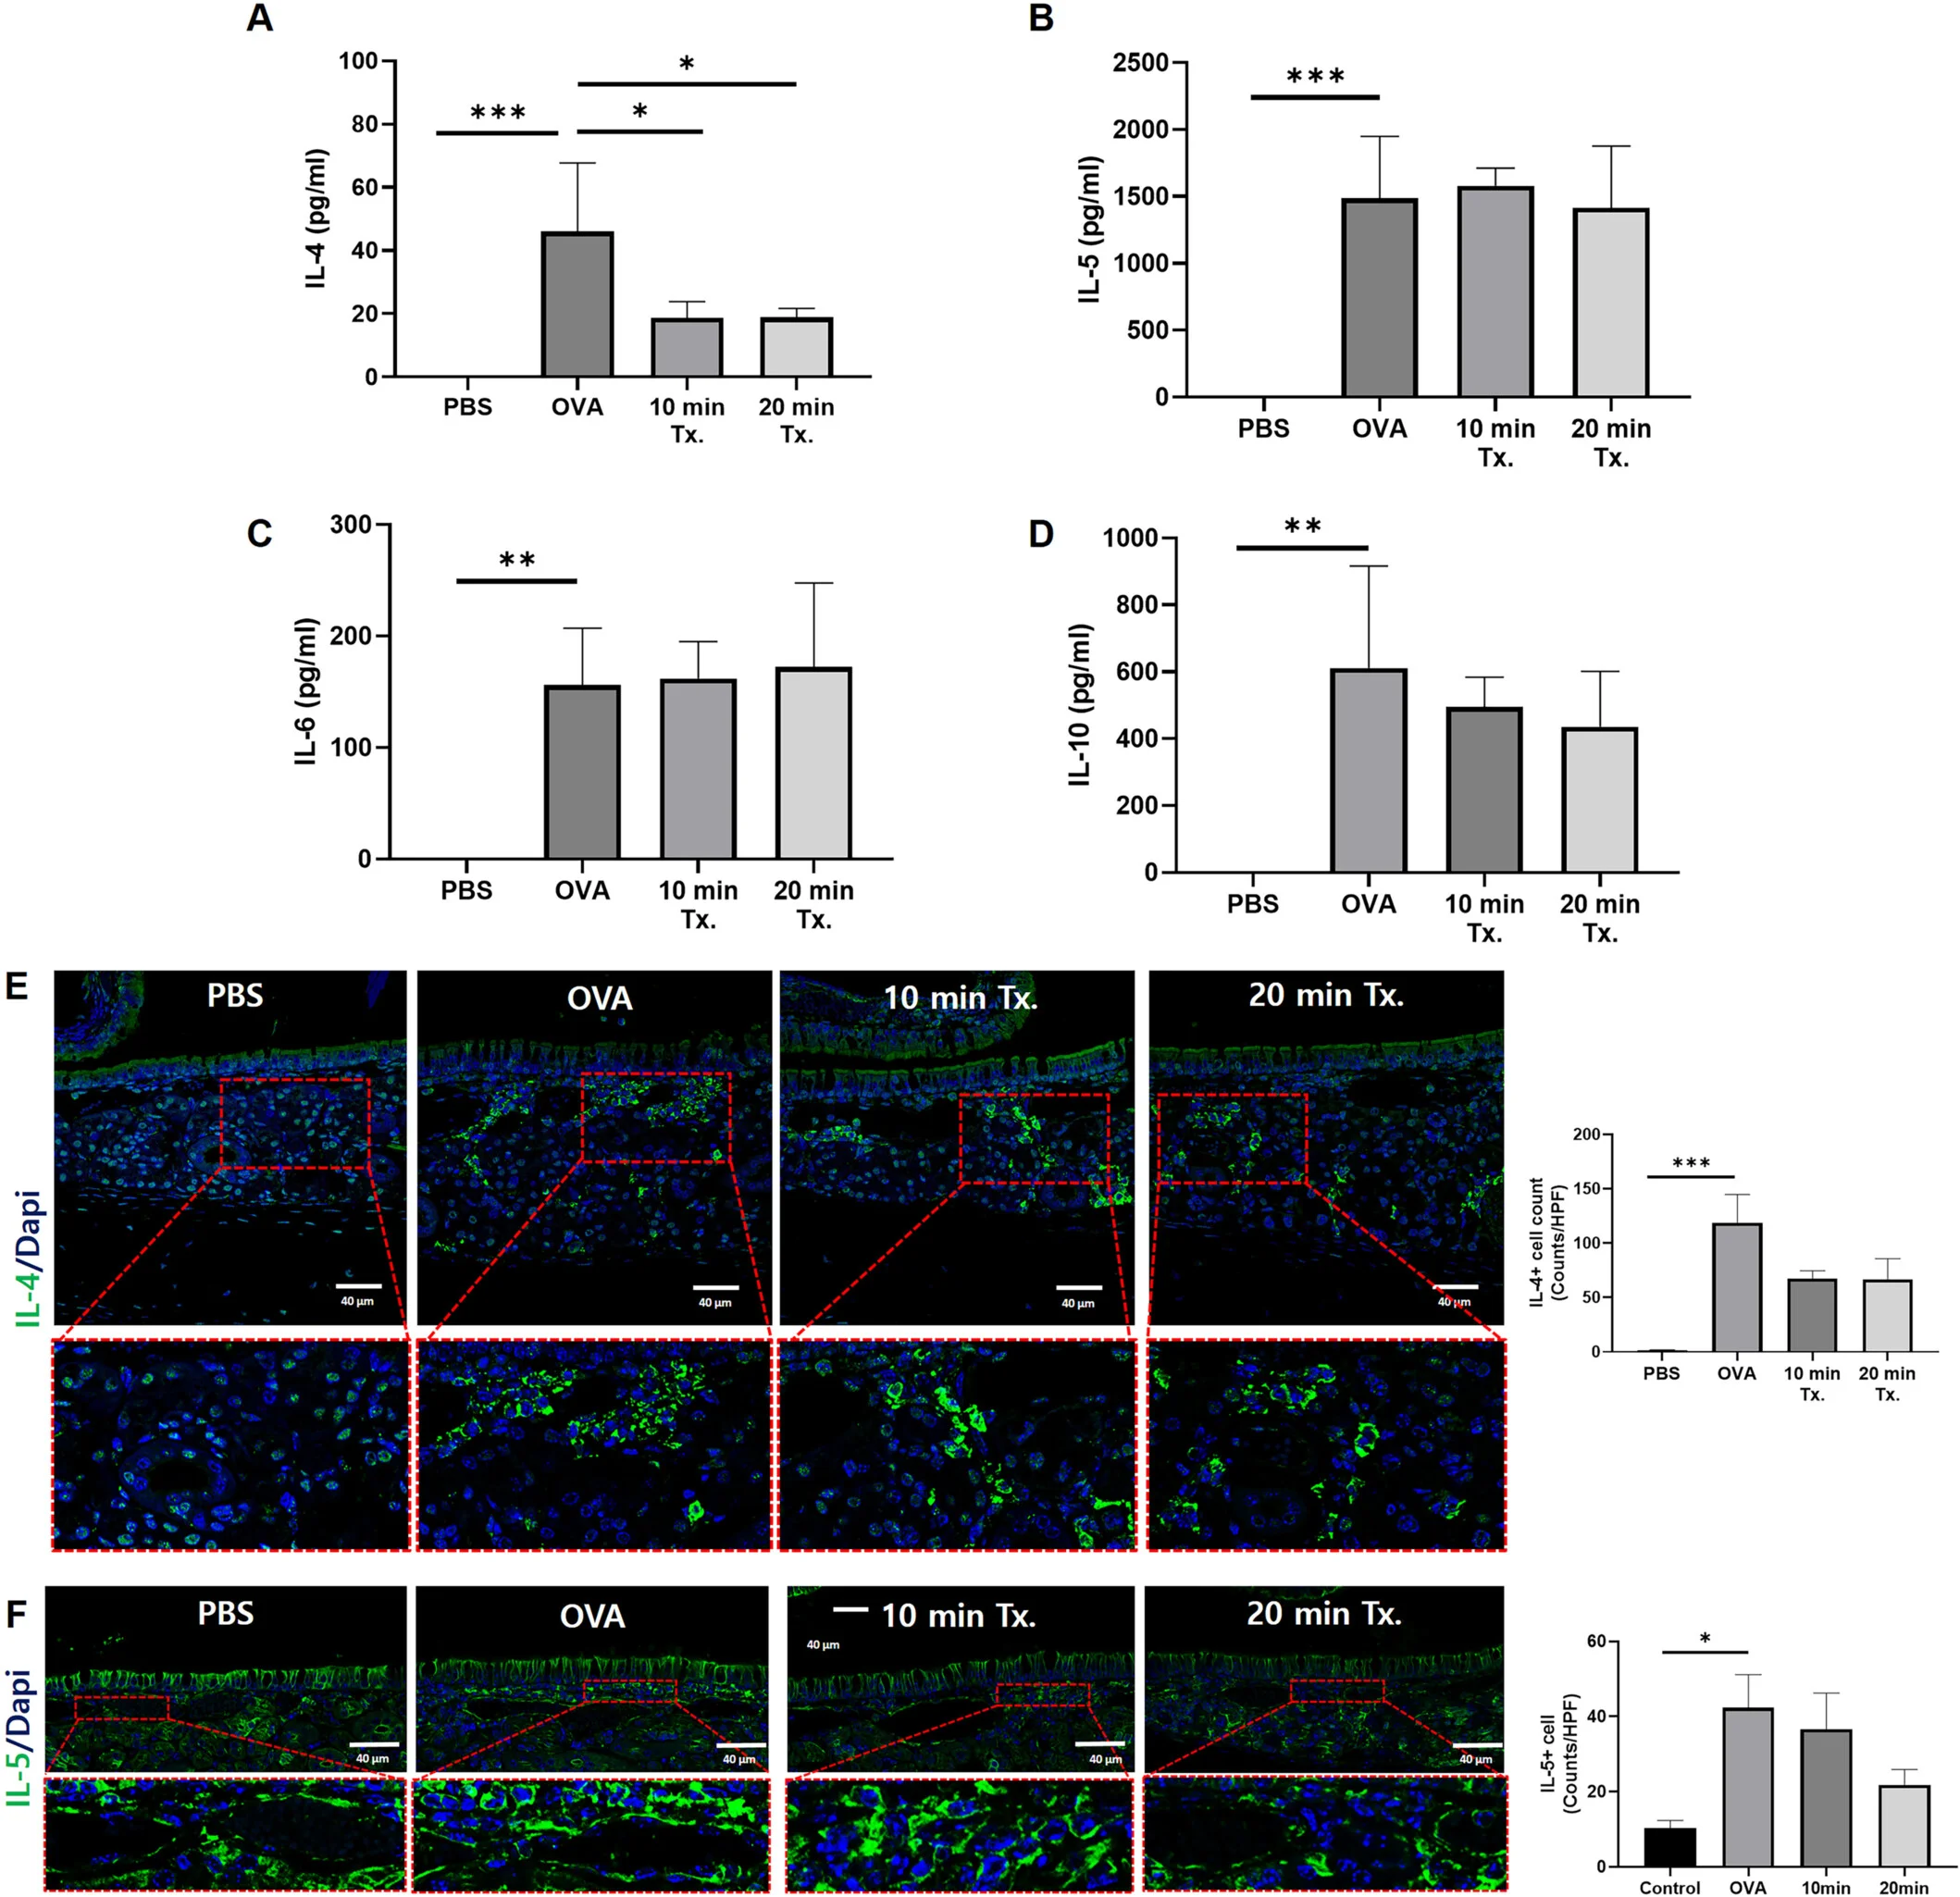 A
100
80
60
40
20
0
IL-4 (pg/ml)
***
*
*
PBS
OVA
10 min
Tx.
20 min
Tx.
B
2500
2000
1500
1000
500
0
IL-5 (pg/ml)
***
PBS
OVA
10 min
Tx.
20 min
Tx.
C
300
200
100
0
IL-6 (pg/ml)
**
PBS
OVA
10 min
Tx.
20 min
Tx.
D
1000
800
600
400
200
0
IL-10 (pg/ml)
**
PBS
OVA
10 min
Tx.
20 min
Tx.
E
IL-4/Dapi
PBS
40 µm
OVA
40 µm
10 min Tx.
40 µm
20 min Tx.
40 µm
200
150
100
50
0
IL-4+ cell count
(Counts/HPF)
***
PBS
OVA
10 min
Tx.
20 min
Tx.
F
IL-5/Dapi
PBS
40 µm
OVA
40 µm
10 min Tx.
40 µm
40 µm
20 min Tx.
40 µm
60
40
20
0
IL-5+ cell
(Counts/HPF)
*
Control
OVA
10min
20min